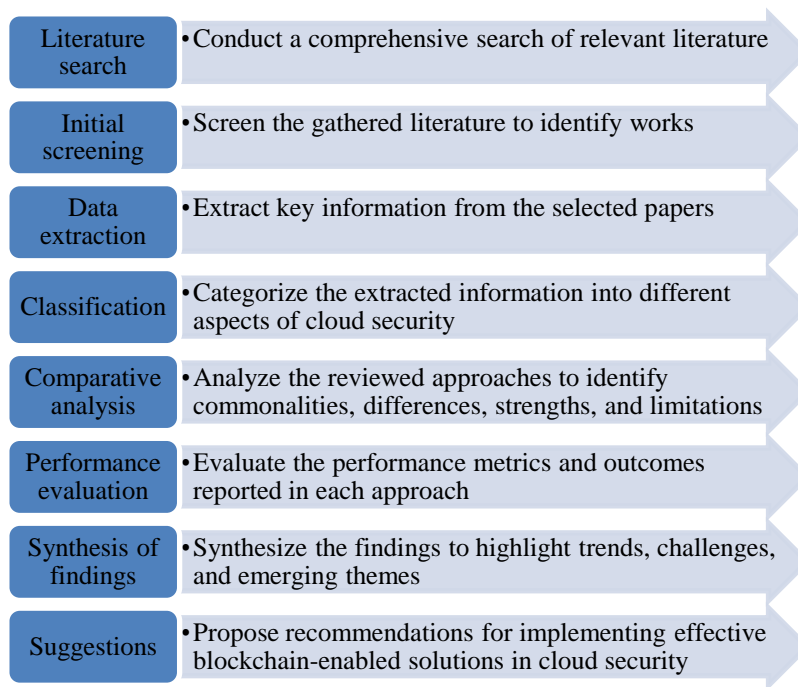 Literature
search
•Conduct a comprehensive search of relevant literature
Initial
screening
•Screen the gathered literature to identify works
Data
extraction
•Extract key information from the selected papers
Classification
•Categorize the extracted information into different
aspects of cloud security
Comparative
analysis
•Analyze the reviewed approaches to identify
commonalities, differences, strengths, and limitations
Performance
evaluation
•Evaluate the performance metrics and outcomes
reported in each approach
Synthesis of
findings
•Synthesize the findings to highlight trends, challenges,
and emerging themes
Suggestions
•Propose recommendations for implementing effective
blockchain-enabled solutions in cloud security